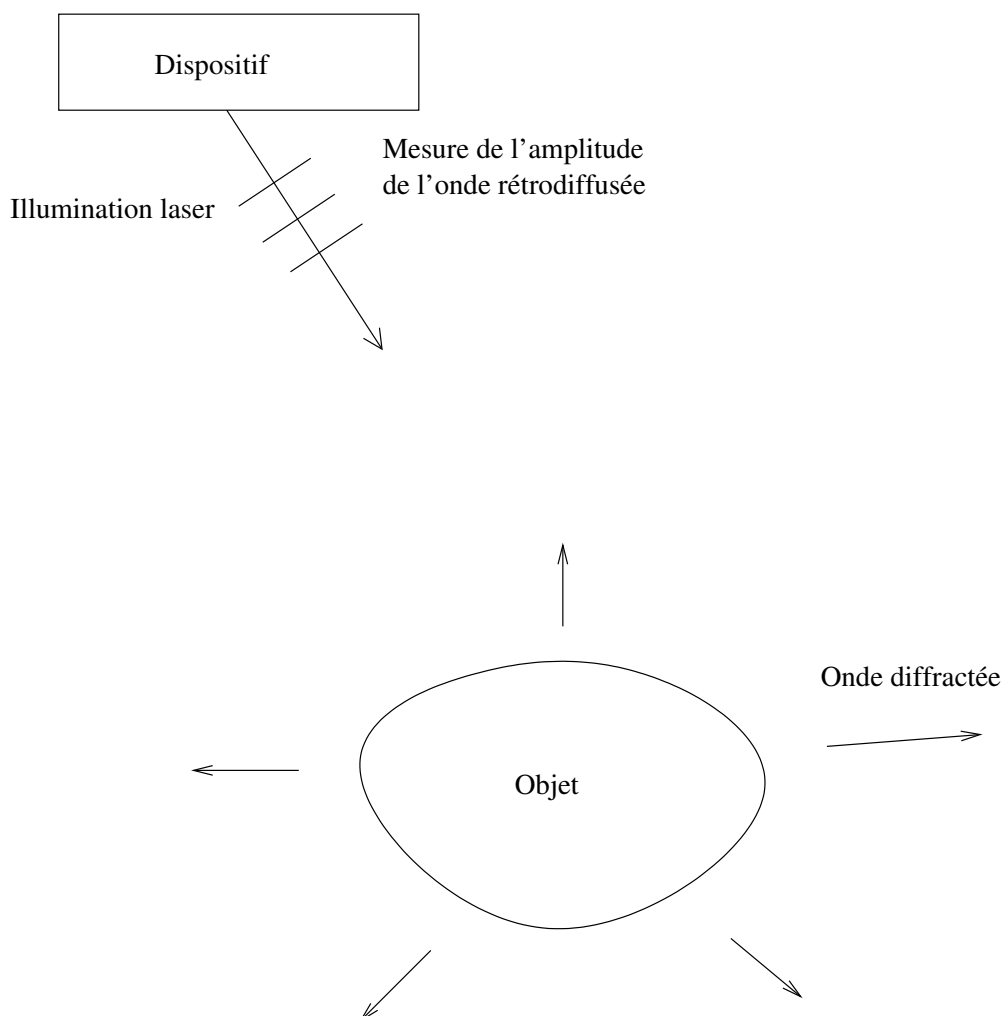 Dispositif
Mesure de l’amplitude
de l’onde rétrodiffusée
Illumination laser
Onde diffractée
Objet